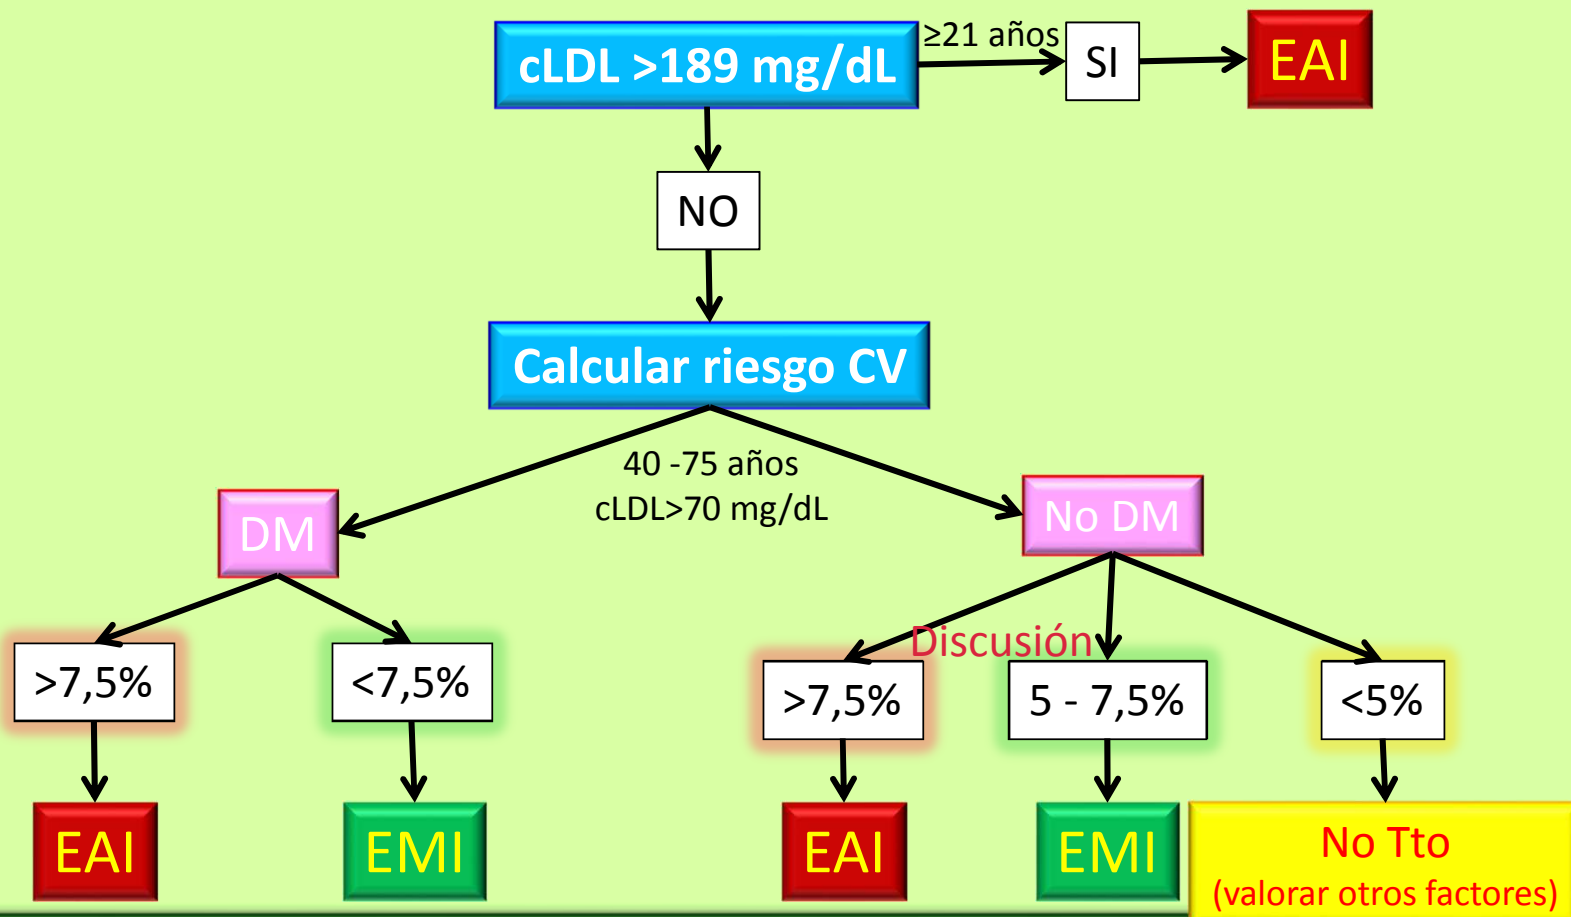 cLDL >189 mg/dL
≥21 años
SI
EAI
NO
Calcular riesgo CV
40 -75 años
cLDL>70 mg/dL
DM
No DM
Discusión
>7,5%
<7,5%
>7,5%
5 - 7,5%
<5%
EAI
EMI
EAI
EMI
No Tto
(valorar otros factores)